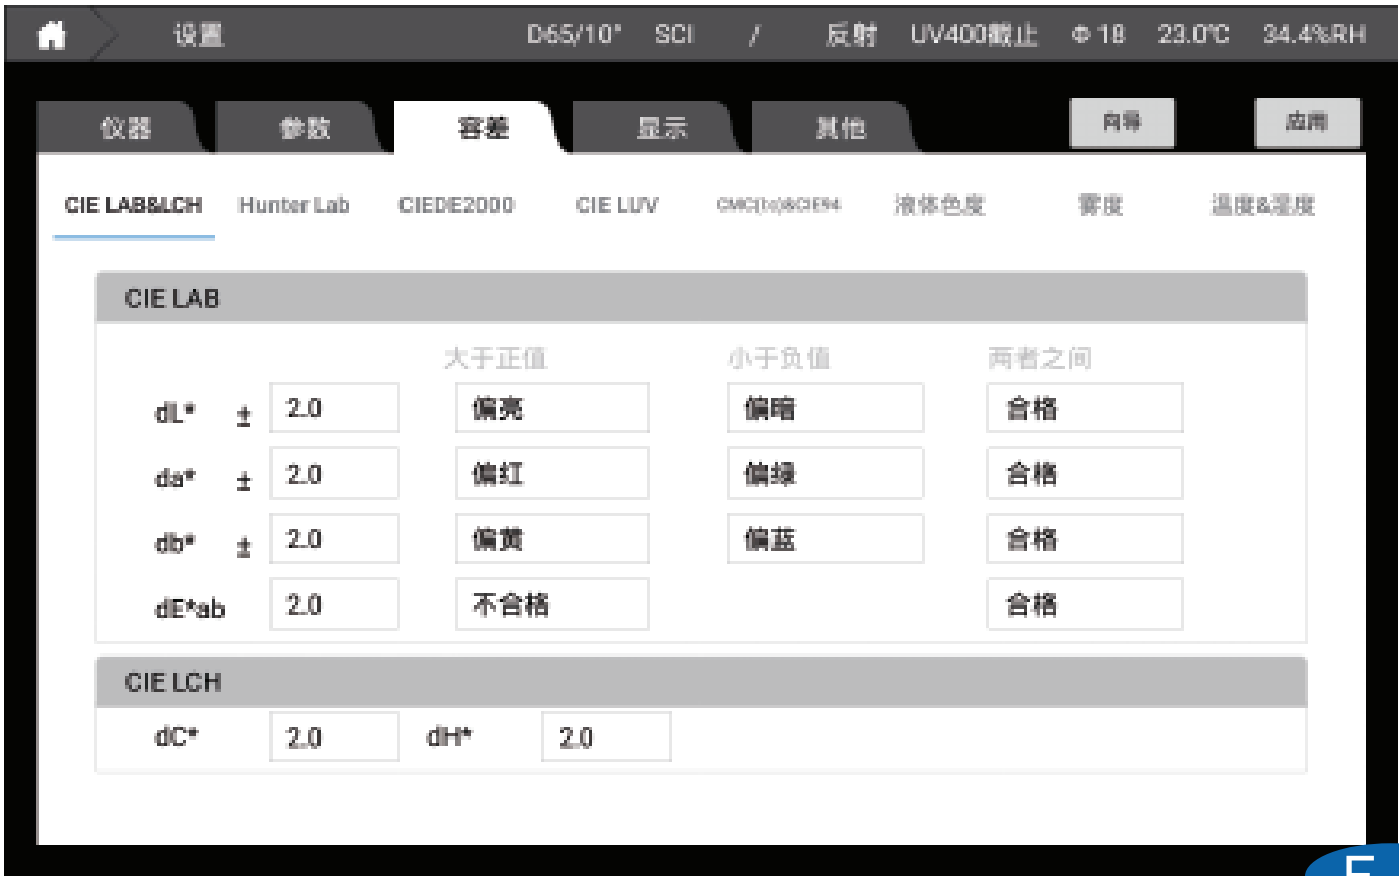 设置 D65/10° SCI / 反射 UV400截止 Φ 18 23.0℃ 34.4%RH
仪器 参数 容差 显示 其他 向导 应用
CIE LAB&LCH Hunter Lab CIEDE2000 CIE LUV CMC(l:c)&CIE94 液体色度 雾度 温度&湿度
CIE LAB
大于正值 小于负值 两者之间
dL* ± 2.0 偏亮 偏暗 合格
da* ± 2.0 偏红 偏绿 合格
db* ± 2.0 偏黄 偏蓝 合格
dE*ab 2.0 不合格 合格
CIE LCH
dC* 2.0 dH* 2.0